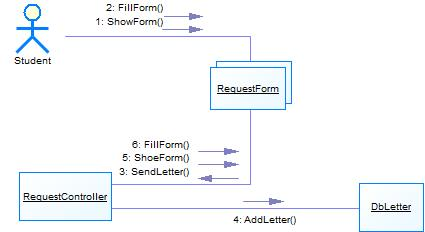 2: FillForm()
1: ShowForm()
Student
RequestForm
6: FillForm()
5: ShoeForm()
3: SendLetter()
RequestController
DbLetter
4: AddLetter()